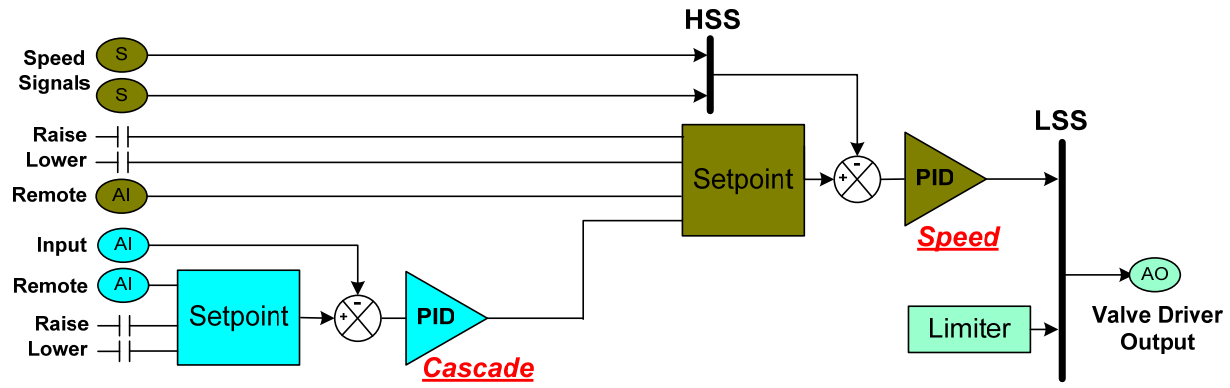 HSS
Speed
Signals
S
S
Raise
Lower
Remote
AI
Setpoint
PID
Speed
LSS
Input
AI
Remote
AI
Raise
Lower
Setpoint
PID
Cascade
Limiter
AO
Valve Driver
Output
+
-
+
-